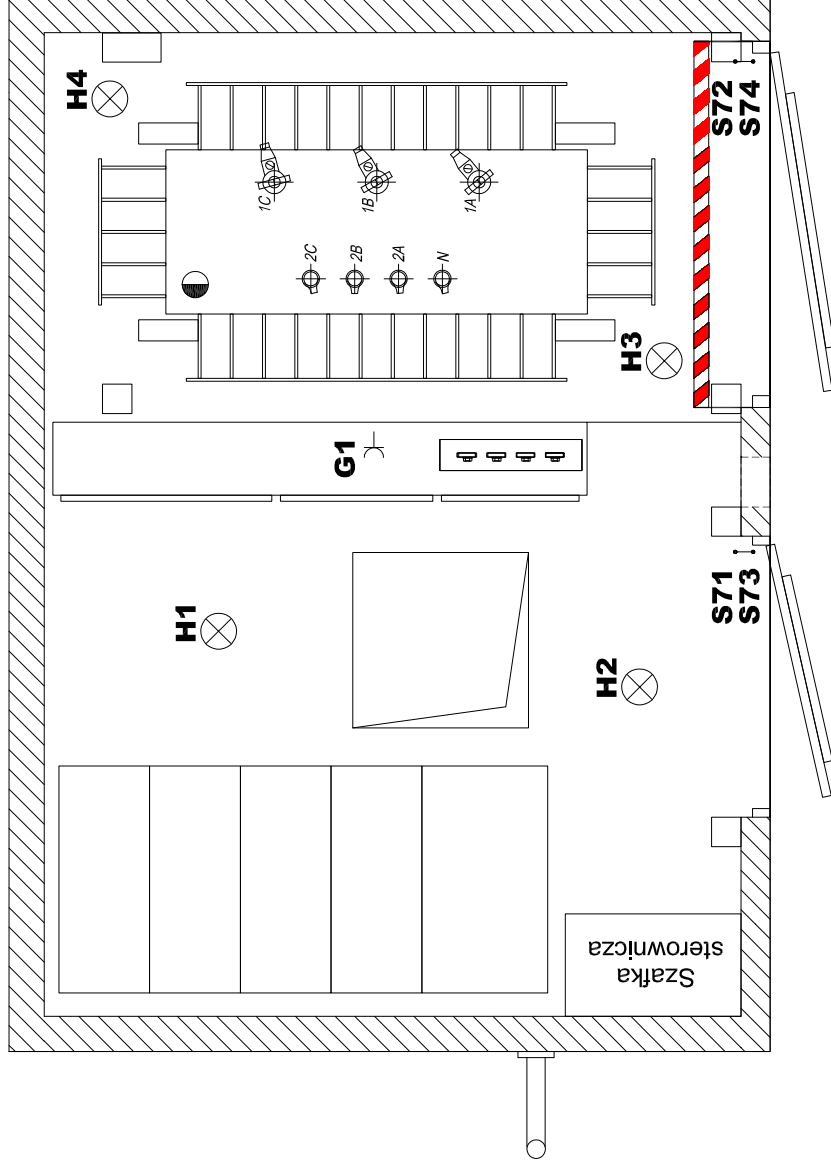 H4
1C
1B
1A
2C
2B
2A
N
S72
S74
H3
G1
H1
S71
S73
H2
Szafka
sterownicza